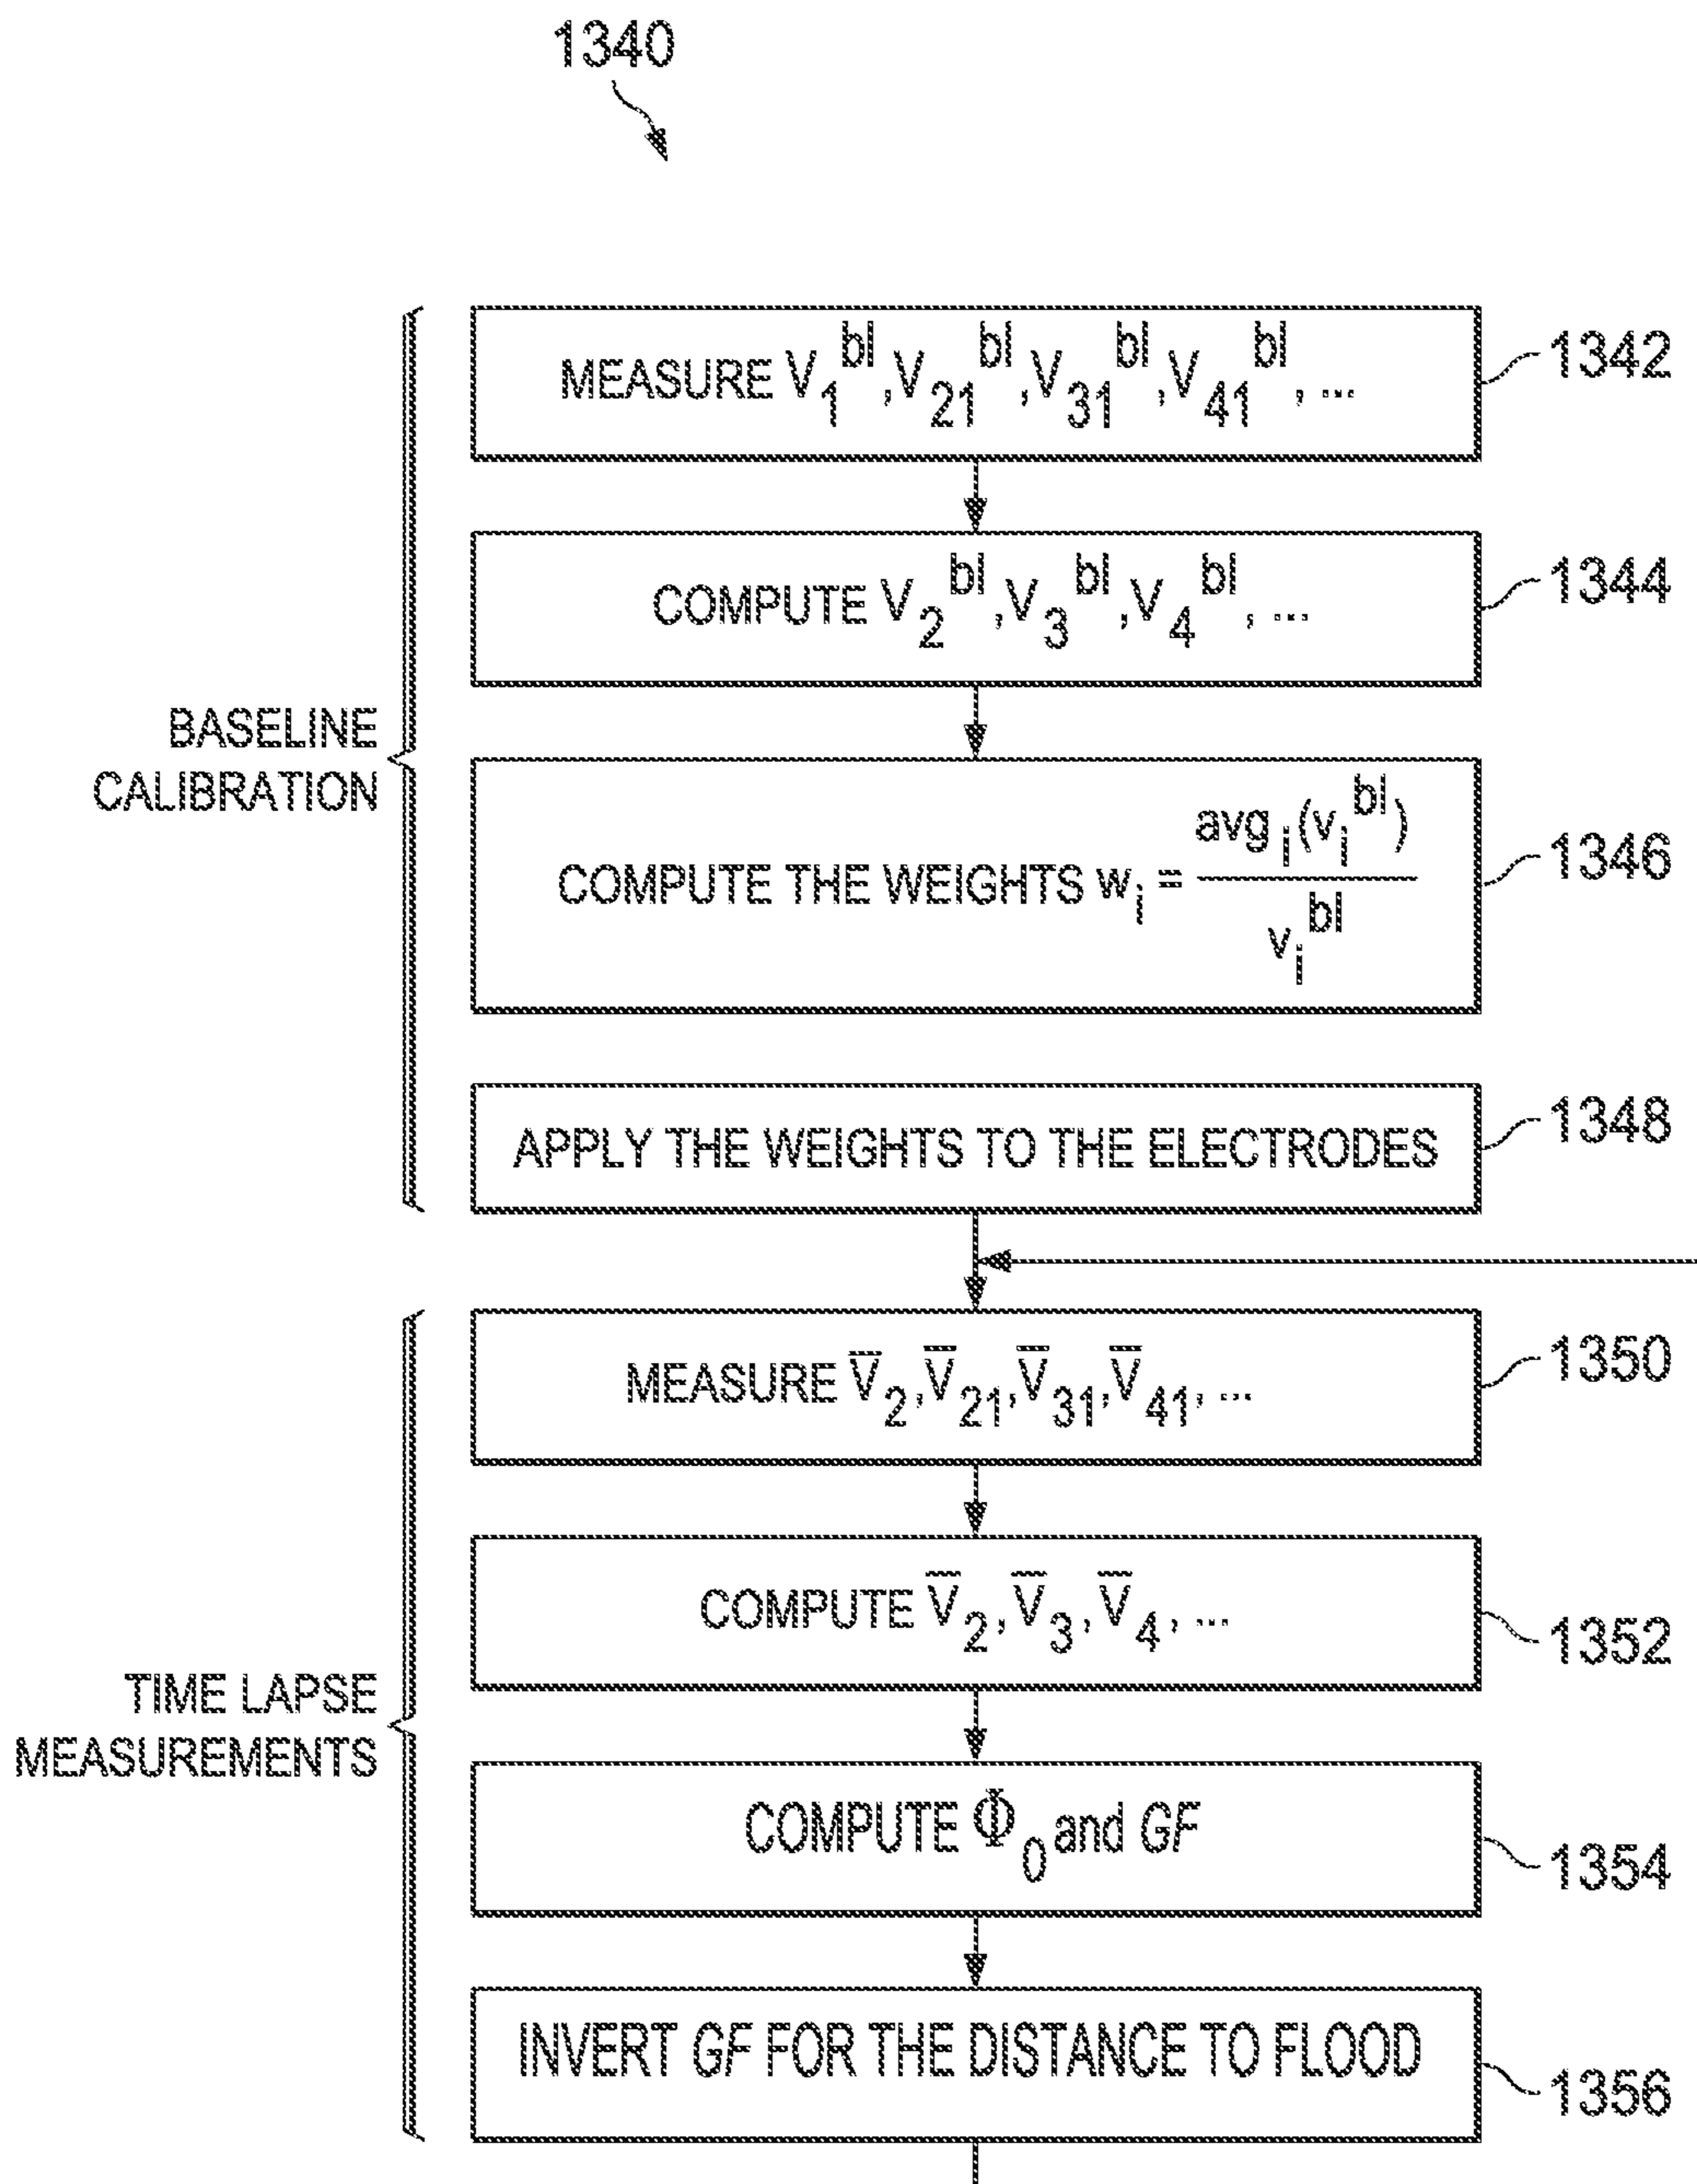 1340
MEASURE V₁ᵇˡ, V₂₁ᵇˡ, V₃₁ᵇˡ, V₄₁ᵇˡ, ...
1342
COMPUTE V₂ᵇˡ, V₃ᵇˡ, V₄ᵇˡ, ...
1344
BASELINE
CALIBRATION
COMPUTE THE WEIGHTS wᵢ = avgᵢ(vᵢᵇˡ) / vᵢᵇˡ
1346
APPLY THE WEIGHTS TO THE ELECTRODES
1348
MEASURE V̅₂, V̅₂₁, V̅₃₁, V̅₄₁, ...
1350
COMPUTE V̅₂, V̅₃, V̅₄, ...
1352
TIME LAPSE
MEASUREMENTS
COMPUTE Φ₀ and GF
1354
INVERT GF FOR THE DISTANCE TO FLOOD
1356